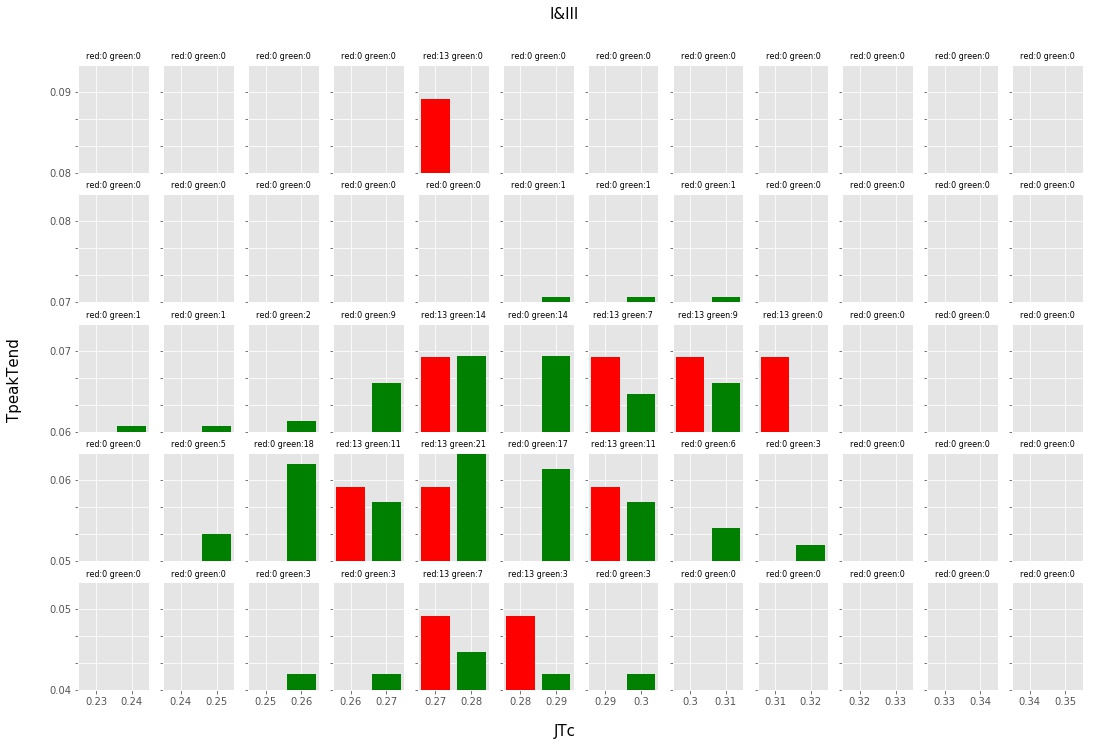 I&III
red:0 green:0 red:0 green:0 red:0 green:0 red:0 green:0 red:13 green:0 red:0 green:0 red:0 green:0 red:0 green:0 red:0 green:0 red:0 green:0 red:0 green:0 red:0 green:0
0.09
0.08
red:0 green:0 red:0 green:0 red:0 green:0 red:0 green:0 red:0 green:0 red:0 green:1 red:0 green:1 red:0 green:1 red:0 green:0 red:0 green:0 red:0 green:0 red:0 green:0
0.08
0.07
red:0 green:1 red:0 green:1 red:0 green:2 red:0 green:9 red:13 green:14 red:0 green:14 red:13 green:7 red:13 green:9 red:13 green:0 red:0 green:0 red:0 green:0 red:0 green:0
0.07
TpeakTend
0.06
red:0 green:0 red:0 green:5 red:0 green:18 red:13 green:11 red:13 green:21 red:0 green:17 red:13 green:11 red:0 green:6 red:0 green:3 red:0 green:0 red:0 green:0 red:0 green:0
0.06
0.05
red:0 green:0 red:0 green:0 red:0 green:3 red:0 green:3 red:13 green:7 red:13 green:3 red:0 green:3 red:0 green:0 red:0 green:0 red:0 green:0 red:0 green:0 red:0 green:0
0.05
0.04
0.23 0.24 0.24 0.25 0.25 0.26 0.26 0.27 0.27 0.28 0.28 0.29 0.29 0.3 0.3 0.31 0.31 0.32 0.32 0.33 0.33 0.34 0.34 0.35
JTc